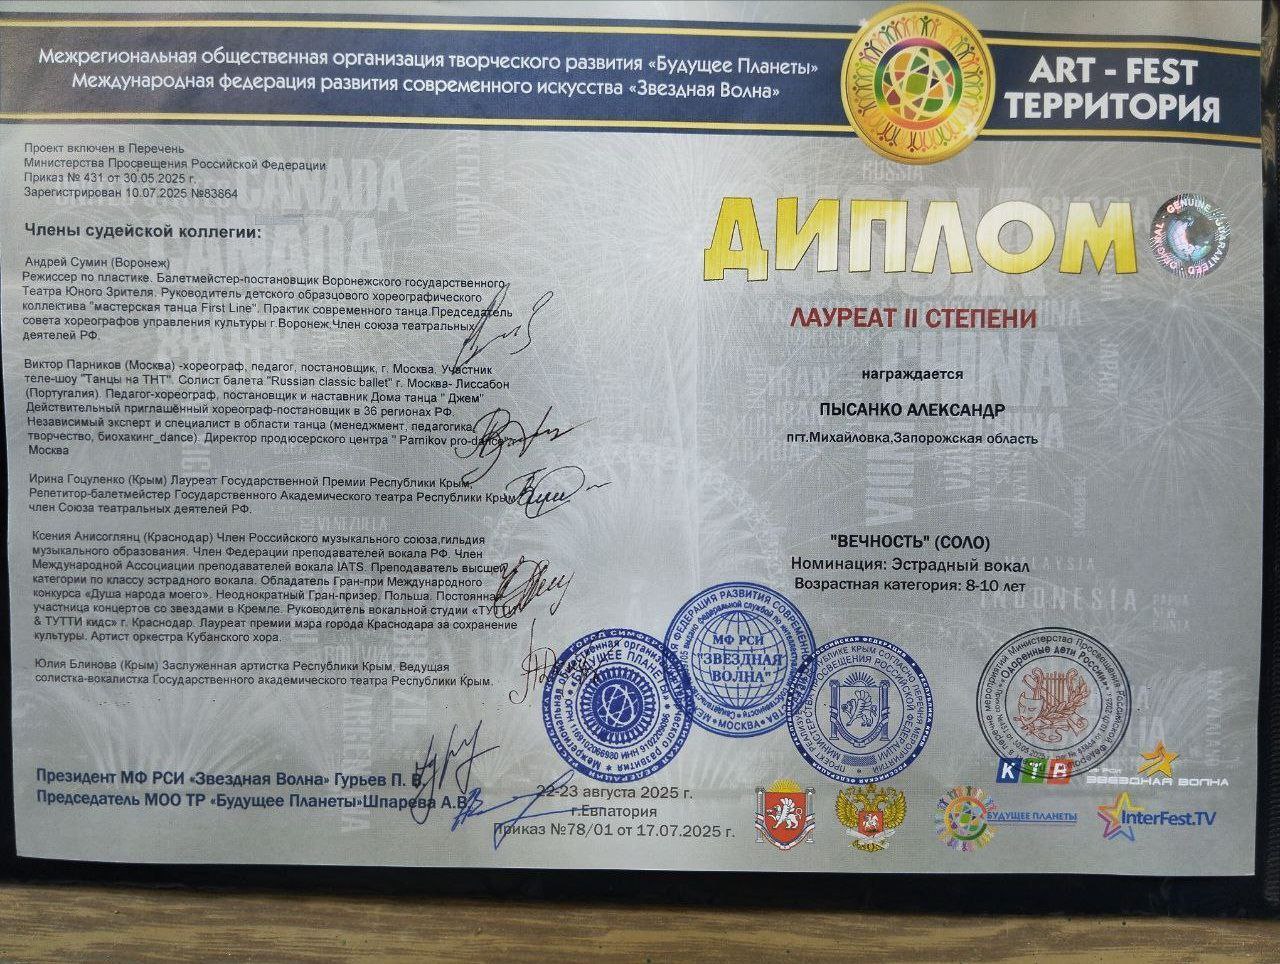 Межрегиональная общественная организация творческого развития «Будущее Планеты»
Международная федерация развития современного искусства «Звездная Волна»
ART - FEST
ТЕРРИТОРИЯ
Проект включен в Перечень
Министерства Просвещения Российской Федерации
Приказ № 431 от 30.05.2025 г.
Зарегистрирован 10.07.2025 №83864
Члены судейской коллегии:
Андрей Сумин (Воронеж)
Режиссер по пластике. Балетмейстер-постановщик Воронежского государственного
Театра Юного Зрителя. Руководитель детского образцового хореографического
коллектива "мастерская танца First Line". Практик современного танца.Председатель
совета хореографов управления культуры г.Воронеж.Член союза театральных
деятелей РФ.
Виктор Парников (Москва) -хореограф, педагог, постановщик, г. Москва. Участник
теле-шоу "Танцы на ТНТ". Солист балета "Russian classic ballet" г. Москва- Лиссабон
(Португалия). Педагог-хореограф, постановщик и наставник Дома танца " Джем"
Действительный приглашённый хореограф-постановщик в 36 регионах РФ.
Независимый эксперт и специалист в области танца (менеджмент, педагогика,
творчество, биохакинг_dance). Директор продюсерского центра " Parnikov pro-dance"
Москва
Ирина Гоцуленко (Крым) Лауреат Государственной Премии Республики Крым,
Репетитор-балетмейстер Государственного Академического театра Республики Крым
член Союза театральных деятелей РФ.
Ксения Анисоглянц (Краснодар) Член Российского музыкального союза,гильдия
музыкального образования. Член Федерации преподавателей вокала РФ. Член
Международной Ассоциации преподавателей вокала IATS. Преподаватель высшей
категории по классу эстрадного вокала. Обладатель Гран-при Международного
конкурса «Душа народа моего». Неоднократный Гран-призер. Польша. Постоянная
участница концертов со звездами в Кремле. Руководитель вокальной студии «ТУТТИ
& ТУТТИ кидс» г. Краснодар. Лауреат премии мэра города Краснодара за сохранение
культуры. Артист оркестра Кубанского хора.
Юлия Блинова (Крым) Заслуженная артистка Республики Крым, Ведущая
солистка-вокалистка Государственного академического театра Республики Крым.
Президент МФ РСИ «Звездная Волна» Гурьев П. В.
Председатель МОО ТР «Будущее Планеты»Шпарева А.В.
22-23 августа 2025 г.
г.Евпатория
Приказ №78/01 от 17.07.2025 г.
ДИПЛОМ
GENUINE GUARANTEED ORIGINAL
ЛАУРЕАТ II СТЕПЕНИ
награждается
ПЫСАНКО АЛЕКСАНДР
пгт.Михайловка,Запорожская область
"ВЕЧНОСТЬ" (СОЛО)
Номинация: Эстрадный вокал
Возрастная категория: 8-10 лет
МФ РСИ
"ЗВЕЗДНАЯ
ВОЛНА"
МОСКВА
«Одаренные дети России»
КТВ
ЗВЕЗДНАЯ ВОЛНА
БУДУЩЕЕ ПЛАНЕТЫ
InterFest.TV
CANADA
CHINA
RUSSIA
JAPAN
MALAYSIA
INDONESIA